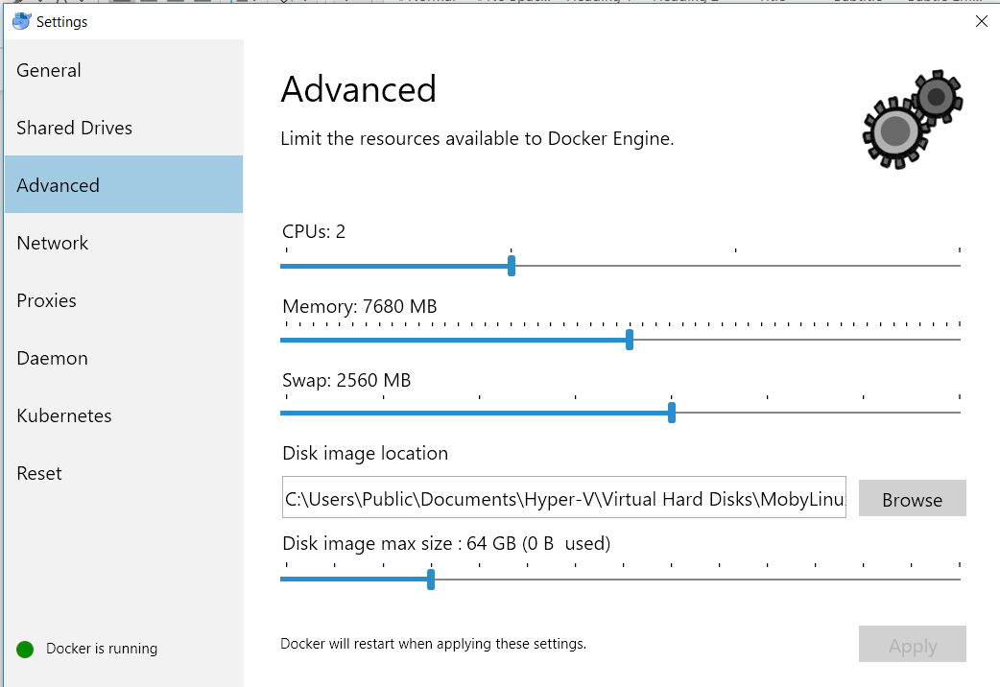 Settings
General
Shared Drives
Advanced
Network
Proxies
Daemon
Kubernetes
Reset
Docker is running
Advanced
Limit the resources available to Docker Engine.
CPUs: 2
Memory: 7680 MB
Swap: 2560 MB
Disk image location
C:\Users\Public\Documents\Hyper-V\Virtual Hard Disks\MobyLinu
Browse
Disk image max size : 64 GB (0 B  used)
Docker will restart when applying these settings.
Apply